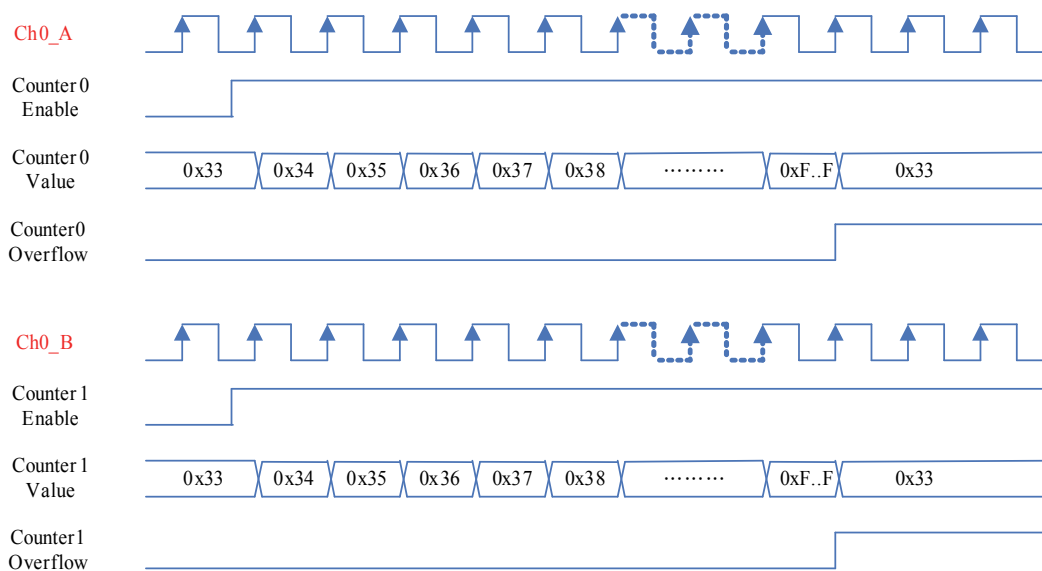 Ch0_A
Counter 0
Enable
Counter 0
Value
0x33 0x34 0x35 0x36 0x37 0x38 ……… 0xF..F 0x33
Counter0
Overflow
Ch0_B
Counter 1
Enable
Counter 1
Value
0x33 0x34 0x35 0x36 0x37 0x38 ……… 0xF..F 0x33
Counter1
Overflow